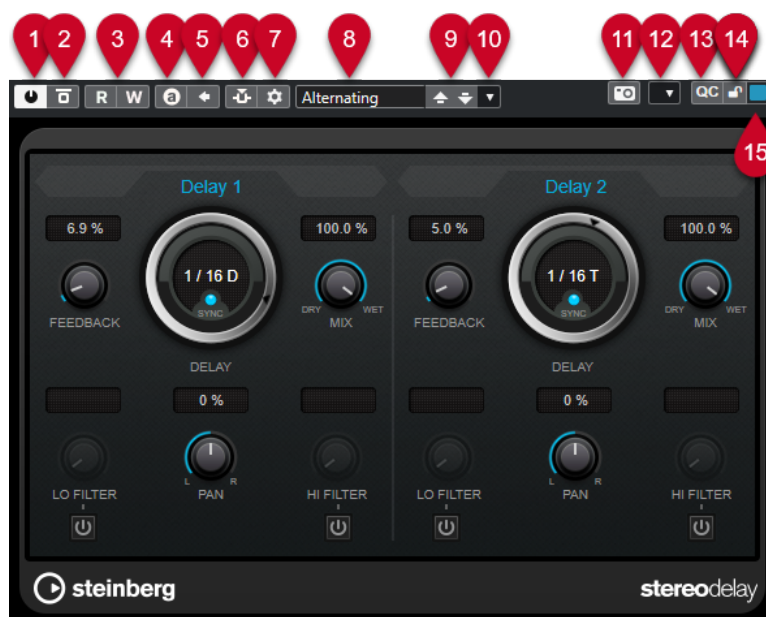 1 2 3 4 5 6 7 8 9 10 11 12 13 14
R W a Alternating QC
15
Delay 1 Delay 2
6.9 % 100.0 % 5.0 % 100.0 %
1 / 16 D 1 / 16 T
SYNC SYNC
DRY WET DRY WET
FEEDBACK MIX FEEDBACK MIX
DELAY DELAY
0 % 0 %
L R L R
LO FILTER PAN HI FILTER LO FILTER PAN HI FILTER
steinberg stereodelay